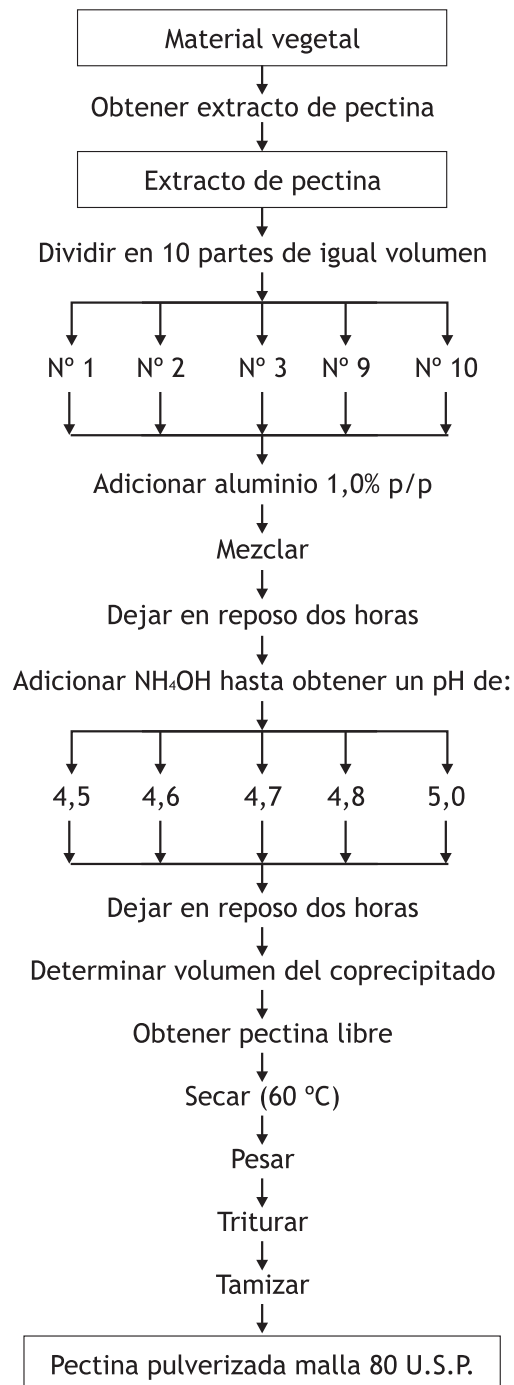 Material vegetal
Obtener extracto de pectina
Extracto de pectina
Dividir en 10 partes de igual volumen
Nº 1 Nº 2 Nº 3 Nº 9 Nº 10
Adicionar aluminio 1,0% p/p
Mezclar
Dejar en reposo dos horas
Adicionar NH₄OH hasta obtener un pH de:
4,5 4,6 4,7 4,8 5,0
Dejar en reposo dos horas
Determinar volumen del coprecipitado
Obtener pectina libre
Secar (60 ºC)
Pesar
Triturar
Tamizar
Pectina pulverizada malla 80 U.S.P.